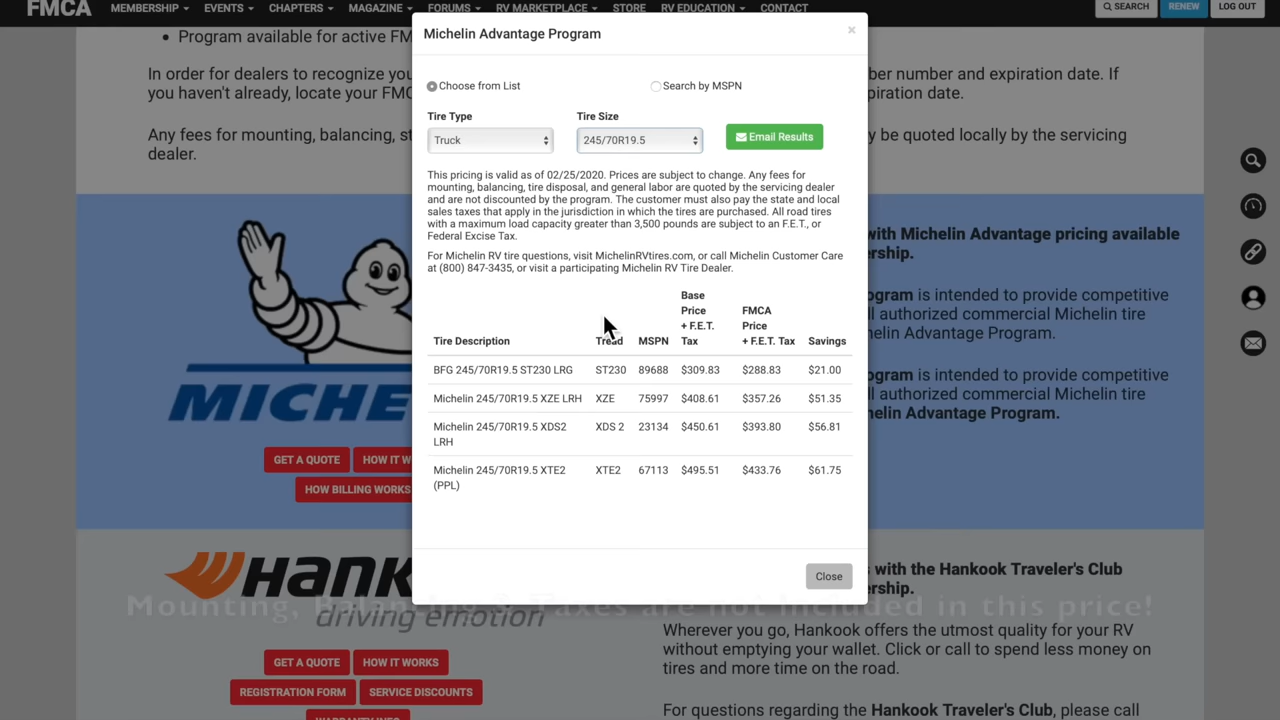 FMCA MEMBERSHIP EVENTS CHAPTERS MAGAZINE FORUMS RV MARKETPLACE STORE RV EDUCATION CONTACT SEARCH RENEW LOG OUT
Michelin Advantage Program ×
• Program available for active FM
In order for dealers to recognize you
ber number and expiration date. If
you haven't already, locate your FMC
piration date.
Any fees for mounting, balancing, st
y be quoted locally by the servicing
dealer.
Choose from List Search by MSPN
Tire Type Tire Size
Truck 245/70R19.5 Email Results
This pricing is valid as of 02/25/2020. Prices are subject to change. Any fees for
mounting, balancing, tire disposal, and general labor are quoted by the servicing dealer
and are not discounted by the program. The customer must also pay the state and local
sales taxes that apply in the jurisdiction in which the tires are purchased. All road tires
with a maximum load capacity greater than 3,500 pounds are subject to an F.E.T., or
Federal Excise Tax.
For Michelin RV tire questions, visit MichelinRVtires.com, or call Michelin Customer Care
at (800) 847-3435, or visit a participating Michelin RV Tire Dealer.
Tire Description Tread MSPN Base Price + F.E.T. Tax FMCA Price + F.E.T. Tax Savings
BFG 245/70R19.5 ST230 LRG ST230 89688 $309.83 $288.83 $21.00
Michelin 245/70R19.5 XZE LRH XZE 75997 $408.61 $357.26 $51.35
Michelin 245/70R19.5 XDS2 LRH XDS 2 23134 $450.61 $393.80 $56.81
Michelin 245/70R19.5 XTE2 (PPL) XTE2 67113 $495.51 $433.76 $61.75
Close
MICHE
GET A QUOTE HOW IT W
HOW BILLING WORKS
with Michelin Advantage pricing available
ership.
ogram is intended to provide competitive
ll authorized commercial Michelin tire
helin Advantage Program.
ogram is intended to provide competitive
ll authorized commercial Michelin tire
helin Advantage Program.
HANK
driving emotion
Mounting, Balancing & Taxes are not included in this price!
GET A QUOTE HOW IT WORKS
REGISTRATION FORM SERVICE DISCOUNTS
WARRANTY INFO
s with the Hankook Traveler's Club
ership.
Wherever you go, Hankook offers the utmost quality for your RV
without emptying your wallet. Click or call to spend less money on
tires and more time on the road.
For questions regarding the Hankook Traveler's Club, please call